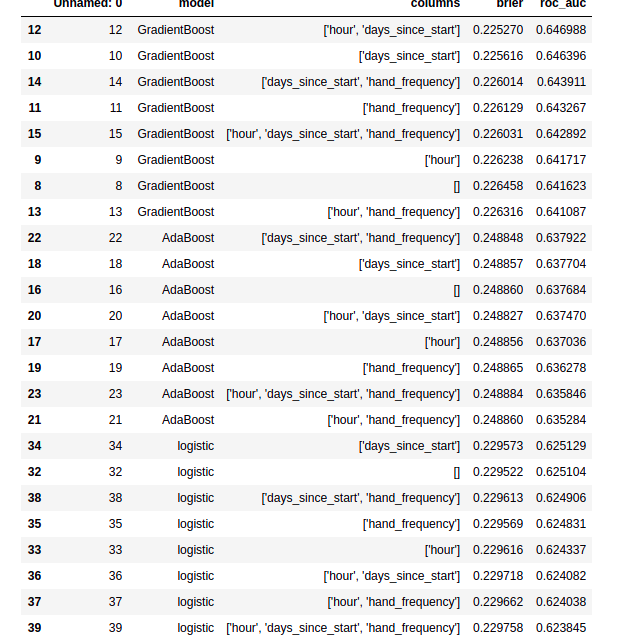 Unnamed: 0 model columns brier roc_auc
12 12 GradientBoost ['hour', 'days_since_start'] 0.225270 0.646988
10 10 GradientBoost ['days_since_start'] 0.225616 0.646396
14 14 GradientBoost ['days_since_start', 'hand_frequency'] 0.226014 0.643911
11 11 GradientBoost ['hand_frequency'] 0.226129 0.643267
15 15 GradientBoost ['hour', 'days_since_start', 'hand_frequency'] 0.226031 0.642892
9 9 GradientBoost ['hour'] 0.226238 0.641717
8 8 GradientBoost [] 0.226458 0.641623
13 13 GradientBoost ['hour', 'hand_frequency'] 0.226316 0.641087
22 22 AdaBoost ['days_since_start', 'hand_frequency'] 0.248848 0.637922
18 18 AdaBoost ['days_since_start'] 0.248857 0.637704
16 16 AdaBoost [] 0.248860 0.637684
20 20 AdaBoost ['hour', 'days_since_start'] 0.248827 0.637470
17 17 AdaBoost ['hour'] 0.248856 0.637036
19 19 AdaBoost ['hand_frequency'] 0.248865 0.636278
23 23 AdaBoost ['hour', 'days_since_start', 'hand_frequency'] 0.248884 0.635846
21 21 AdaBoost ['hour', 'hand_frequency'] 0.248860 0.635284
34 34 logistic ['days_since_start'] 0.229573 0.625129
32 32 logistic [] 0.229522 0.625104
38 38 logistic ['days_since_start', 'hand_frequency'] 0.229613 0.624906
35 35 logistic ['hand_frequency'] 0.229569 0.624831
33 33 logistic ['hour'] 0.229616 0.624337
36 36 logistic ['hour', 'days_since_start'] 0.229718 0.624082
37 37 logistic ['hour', 'hand_frequency'] 0.229662 0.624038
39 39 logistic ['hour', 'days_since_start', 'hand_frequency'] 0.229758 0.623845